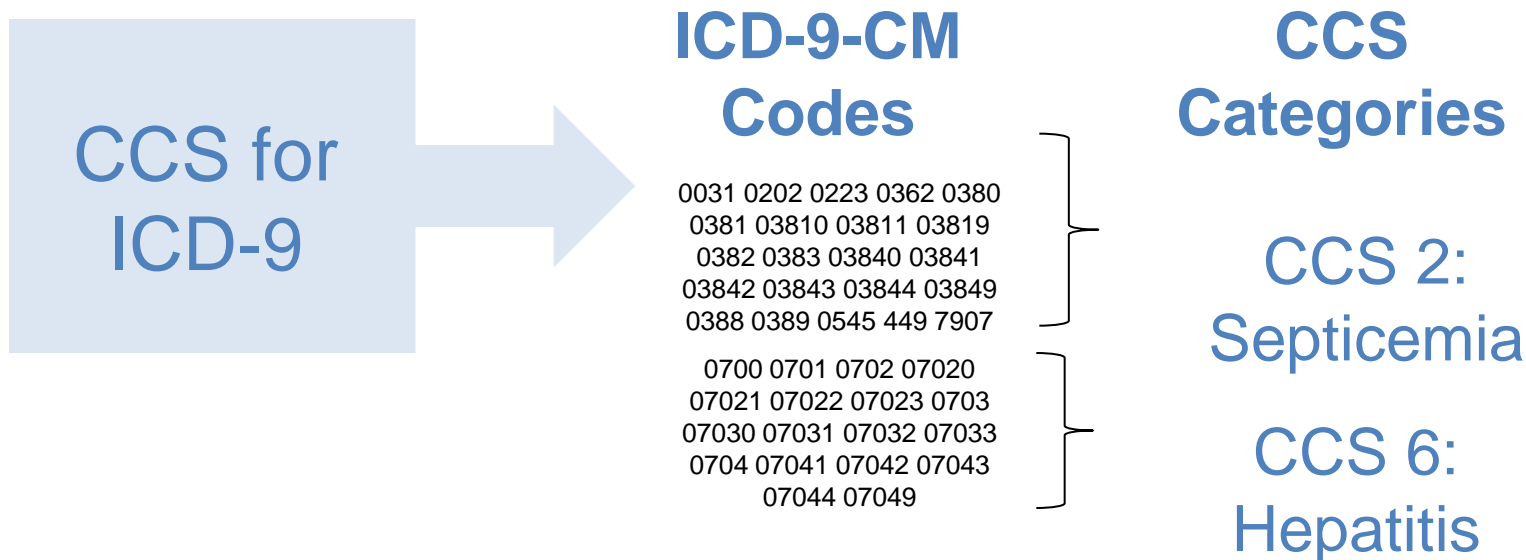 CCS for
ICD-9
ICD-9-CM
Codes
0031 0202 0223 0362 0380
0381 03810 03811 03819
0382 0383 03840 03841
03842 03843 03844 03849
0388 0389 0545 449 7907
0700 0701 0702 07020
07021 07022 07023 0703
07030 07031 07032 07033
0704 07041 07042 07043
07044 07049
CCS
Categories
CCS 2:
Septicemia
CCS 6:
Hepatitis